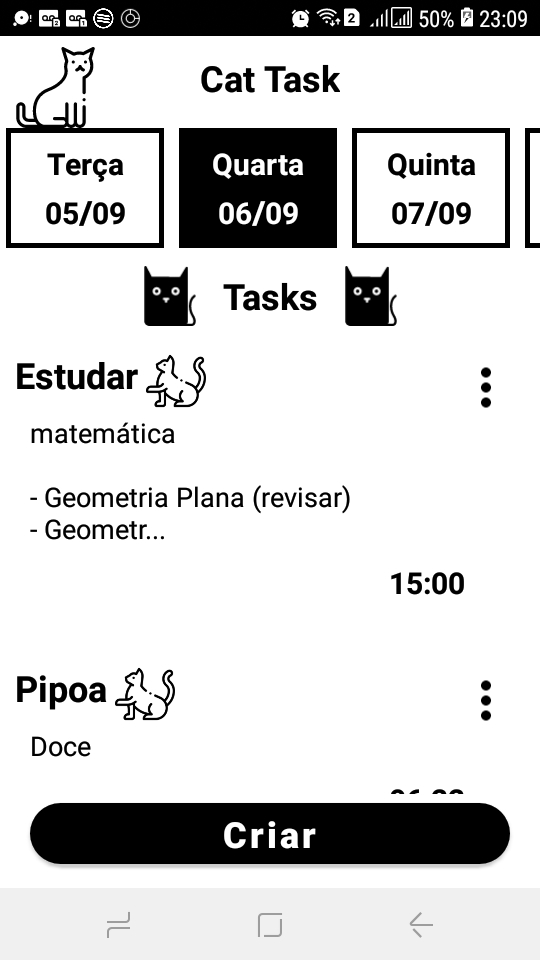 2 50% 23:09
Cat Task
Terça Quarta Quinta
05/09 06/09 07/09
Tasks
Estudar
matemática
- Geometria Plana (revisar)
- Geometr...
15:00
Pipoa
Doce
Criar